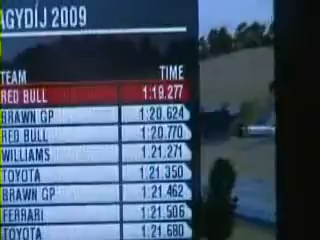 AGYDÍJ 2009
TEAM TIME
RED BULL 1:19.277
BRAWN GP 1:20.624
RED BULL 1:20.770
WILLIAMS 1:21.271
TOYOTA 1:21.350
BRAWN GP 1:21.462
FERRARI 1:21.506
TOYOTA 1:21.680